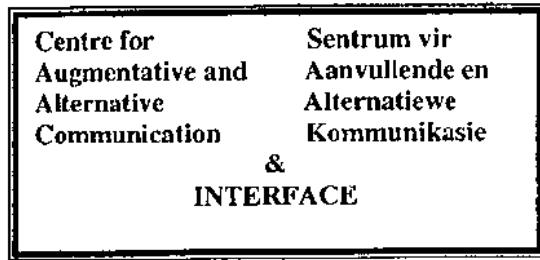 Centre for
Augmentative and
Alternative
Communication
Sentrum vir
Aanvullende en
Alternatiewe
Kommunikasie
&
INTERFACE